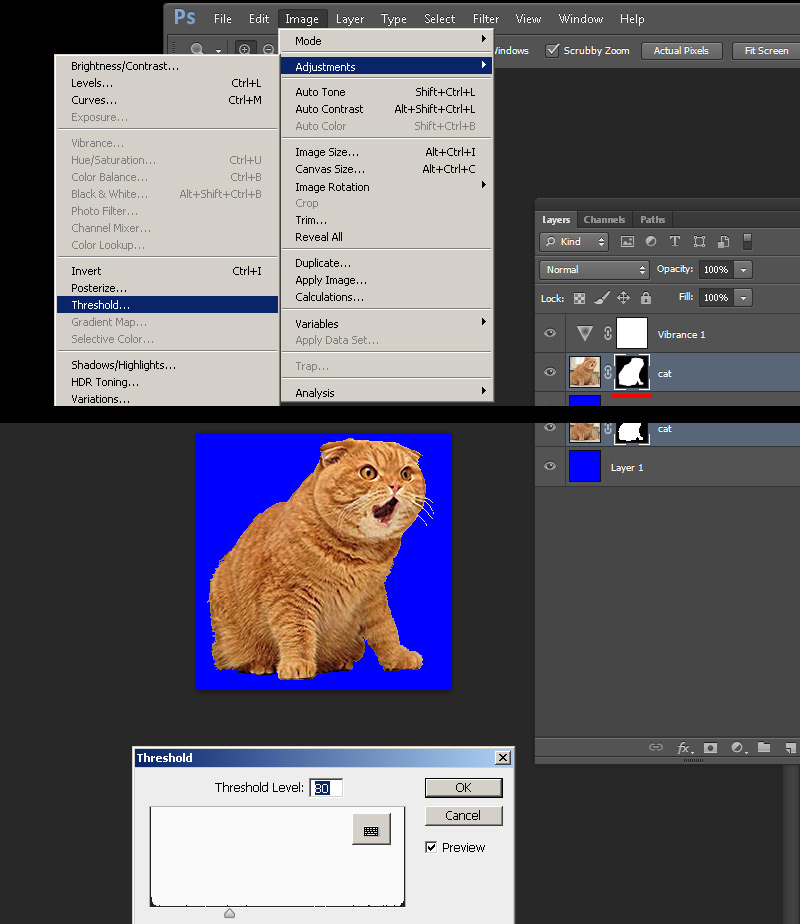 Ps File Edit Image Layer Type Select Filter View Window Help
Windows Scrubby Zoom Actual Pixels Fit Screen
Mode
Adjustments
Auto Tone Shift+Ctrl+L
Auto Contrast Alt+Shift+Ctrl+L
Auto Color Shift+Ctrl+B
Image Size... Alt+Ctrl+I
Canvas Size... Alt+Ctrl+C
Image Rotation
Crop
Trim...
Reveal All
Duplicate...
Apply Image...
Calculations...
Variables
Apply Data Set...
Trap...
Analysis
Brightness/Contrast...
Levels... Ctrl+L
Curves... Ctrl+M
Exposure...
Vibrance...
Hue/Saturation... Ctrl+U
Color Balance... Ctrl+B
Black & White... Alt+Shift+Ctrl+B
Photo Filter...
Channel Mixer...
Color Lookup...
Invert Ctrl+I
Posterize...
Threshold...
Gradient Map...
Selective Color...
Shadows/Highlights...
HDR Toning...
Variations...
Layers Channels Paths
Kind
Normal Opacity: 100%
Lock: Fill: 100%
Vibrance 1
cat
cat
Layer 1
fx
Threshold
Threshold Level: 80
OK
Cancel
Preview